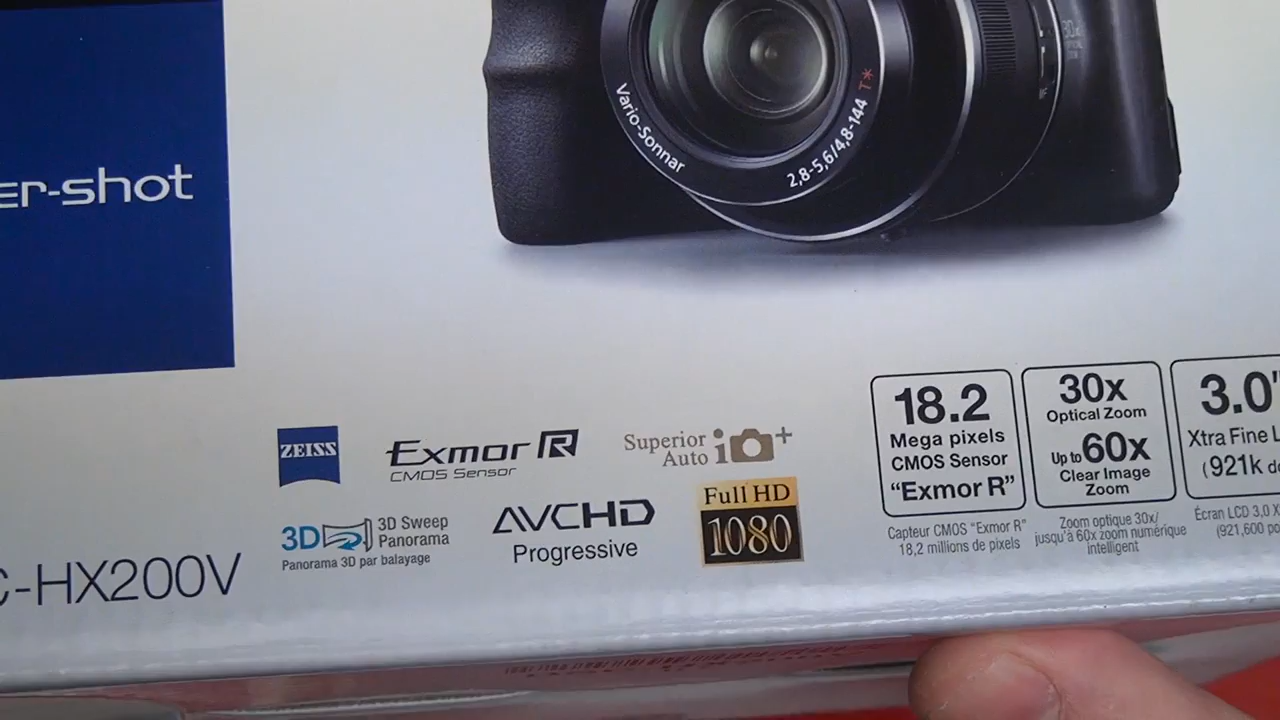 Vario-Sonnar 2,8-5,6/4,8-144 T*
30x
er-shot
ZEISS
Exmor R
CMOS Sensor
Superior
Auto i +
3D
3D Sweep
Panorama
Panorama 3D par balayage
AVCHD
Progressive
Full HD
1080
C-HX200V
18.2
Mega pixels
CMOS Sensor
“Exmor R”
Capteur CMOS “Exmor R”
18,2 millions de pixels
30x
Optical Zoom
Up to 60x
Clear Image
Zoom
Zoom optique 30x/
jusqu'à 60x zoom numérique
intelligent
3.0"
Xtra Fine L
(921k do
Écran LCD 3,0 X
(921,600 po